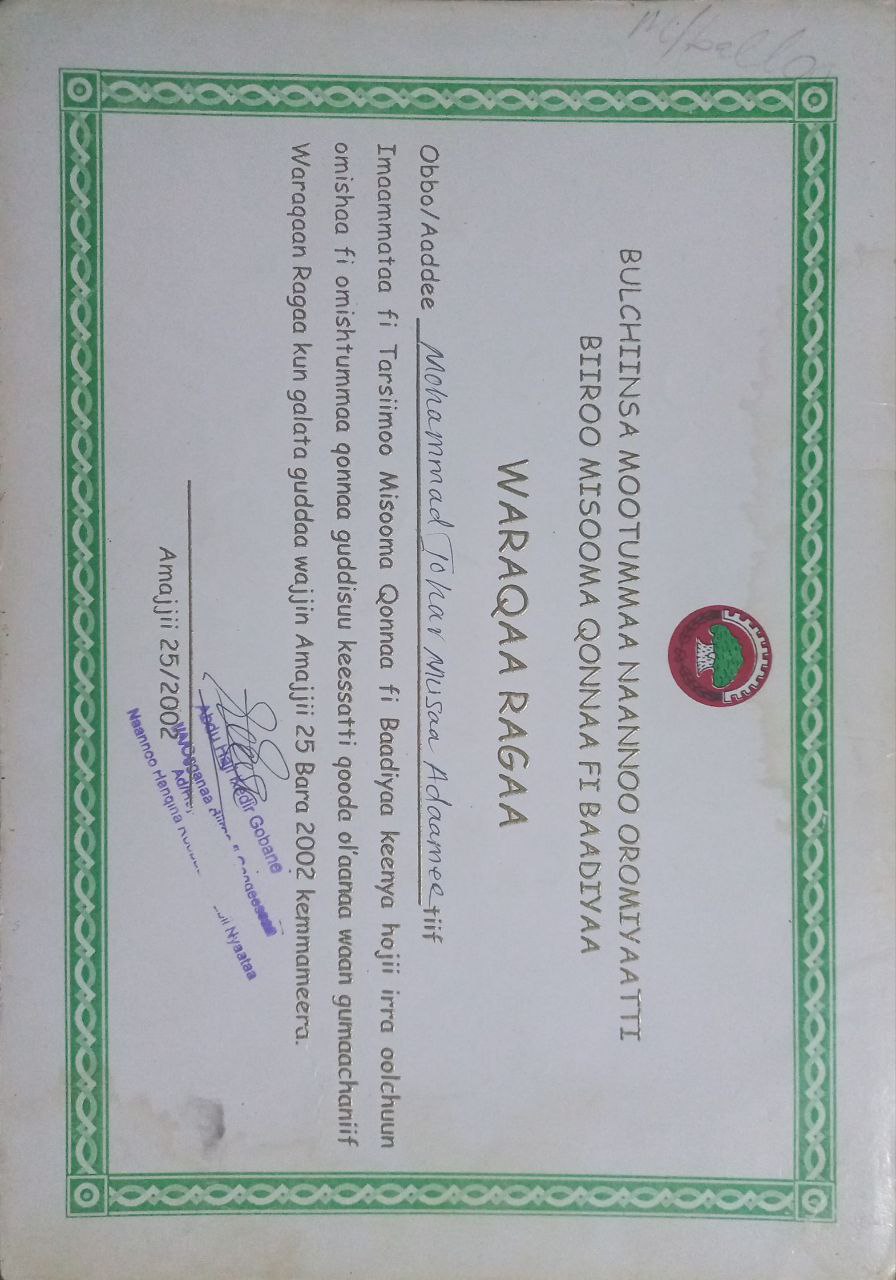 BULCHIINSA MOOTUMMAA NAANNOO OROMIYAATTI
BIIROO MISOOMA QONNAA FI BAADIYAA
WARAQAA RAGAA
Obbo/Aaddee Mohammad Johar Musaa Adaamee tiif
Imaammataa fi Tarsiimoo Misooma Qonnaa fi Baadiyaa keenya hojii irra oolchuun
omishaa fi omishtummaa qonnaa guddisuu keessatti qooda ol'aanaa waan gumaachaniif
Waraqaan Ragaa kun galata guddaa wajjin Amajjii 25 Bara 2002 kemmameera.
Abdu Haji Kedir Gobane
Amajjii 25/2002
Naannoo Hangina
Nyaataa